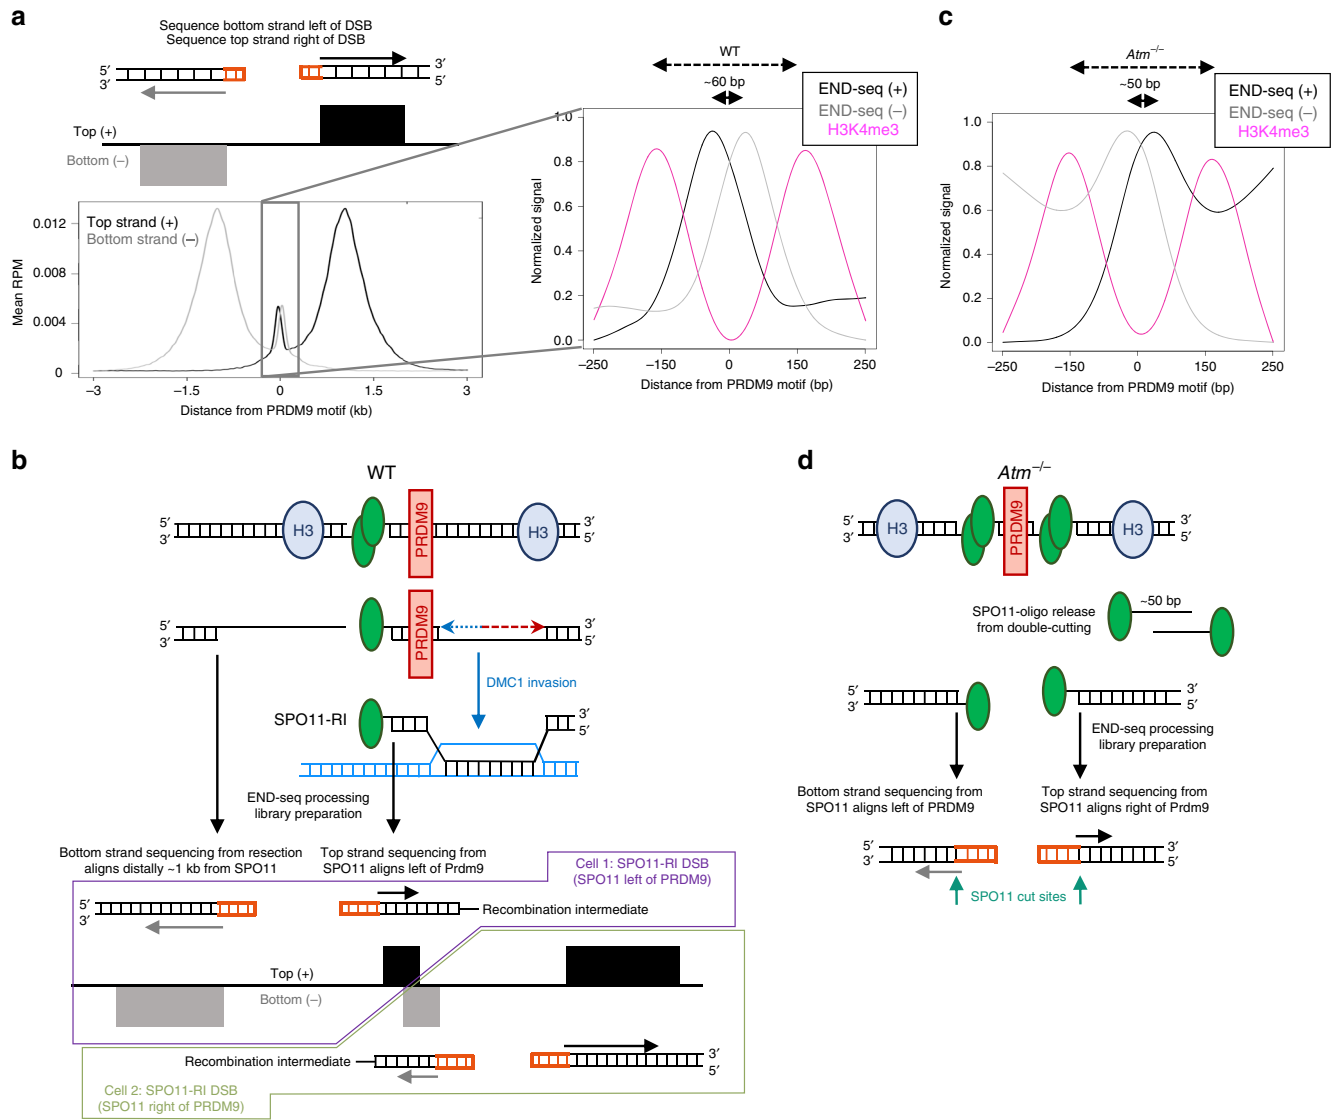 a
Sequence bottom strand left of DSB
Sequence top strand right of DSB
5′
3′
3′
5′
Top (+)
Bottom (–)
Top strand (+)
Bottom strand (–)
Mean RPM
0.012
0.008
0.004
0
–3
–1.5
0
1.5
3
Distance from PRDM9 motif (kb)
WT
~60 bp
END-seq (+)
END-seq (–)
H3K4me3
Normalized signal
1.0
0.8
0.6
0.4
0.2
0.0
–250
–150
0
150
250
Distance from PRDM9 motif (bp)
c
Atm–/–
~50 bp
END-seq (+)
END-seq (–)
H3K4me3
Normalized signal
1.0
0.8
0.6
0.4
0.2
0.0
–250
–150
0
150
250
Distance from PRDM9 motif (bp)
b
WT
5′
3′
H3
PRDM9
H3
3′
5′
5′
3′
PRDM9
3′
5′
DMC1 invasion
SPO11-RI
3′
5′
END-seq processing
library preparation
Bottom strand sequencing from resection
aligns distally ~1 kb from SPO11
Top strand sequencing from
SPO11 aligns left of Prdm9
Cell 1: SPO11-RI DSB
(SPO11 left of PRDM9)
5′
3′
Recombination intermediate
Top (+)
Bottom (–)
Recombination intermediate
3′
5′
Cell 2: SPO11-RI DSB
(SPO11 right of PRDM9)
d
Atm–/–
5′
3′
H3
PRDM9
H3
3′
5′
SPO11-oligo release
from double-cutting
~50 bp
5′
3′
3′
5′
END-seq processing
library preparation
Bottom strand sequencing from
SPO11 aligns left of PRDM9
Top strand sequencing from
SPO11 aligns right of Prdm9
5′
3′
3′
5′
SPO11 cut sites